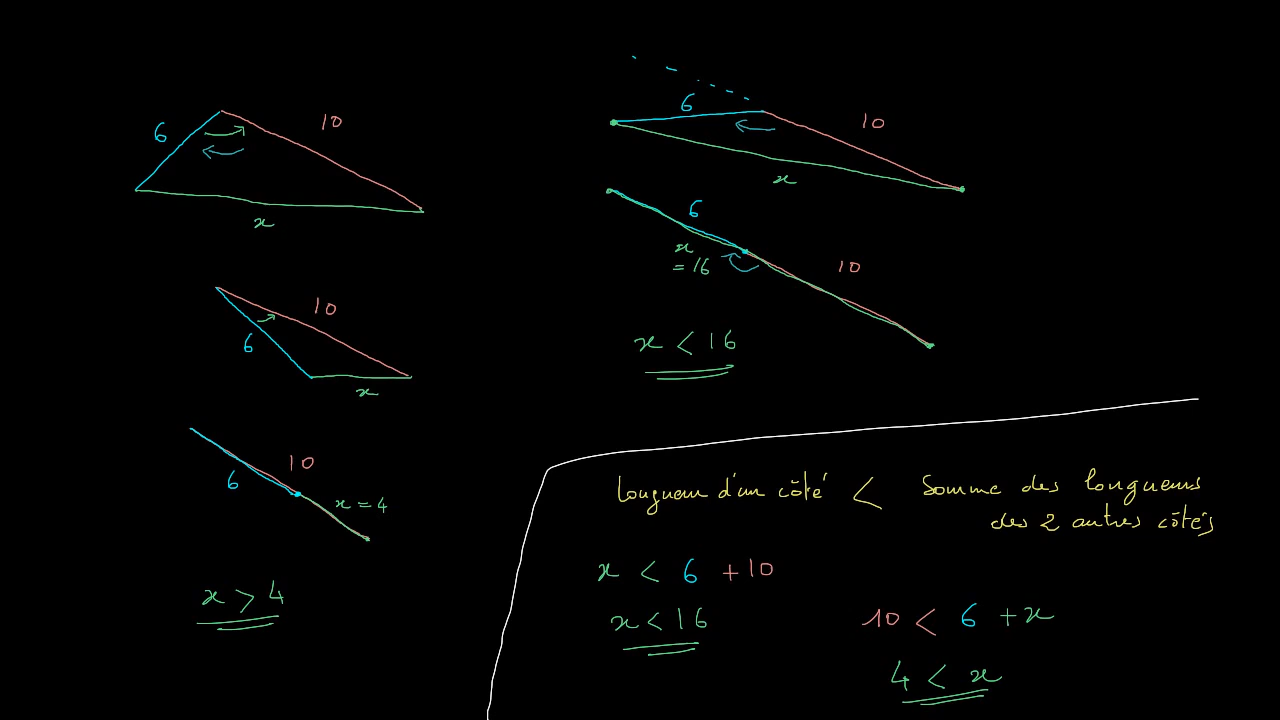 6
10
x
6
10
x
6
10
x = 4
x > 4
6
10
x
6
x
= 16
10
x < 16
longueur d'un côté < Somme des longueurs
des 2 autres côtés
x < 6 + 10
x < 16
10 < 6 + x
4 < x